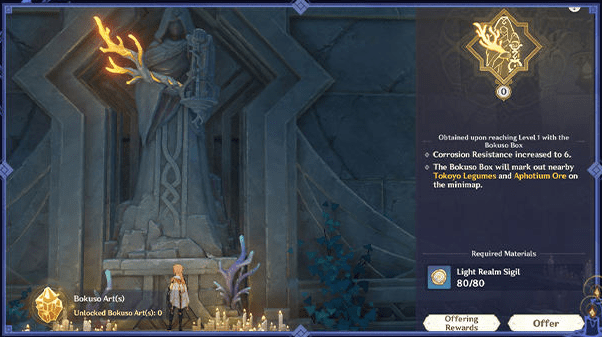 0
Obtained upon reaching Level 1 with the
Bokuso Box
Corrosion Resistance increased to 6.
The Bokuso Box will mark out nearby
Tokoyo Legumes and Aphotium Ore on
the minimap.
Required Materials
Light Realm Sigil
80/80
Bokuso Art(s)
Unlocked Bokuso Art(s): 0
Offering
Rewards
Offer